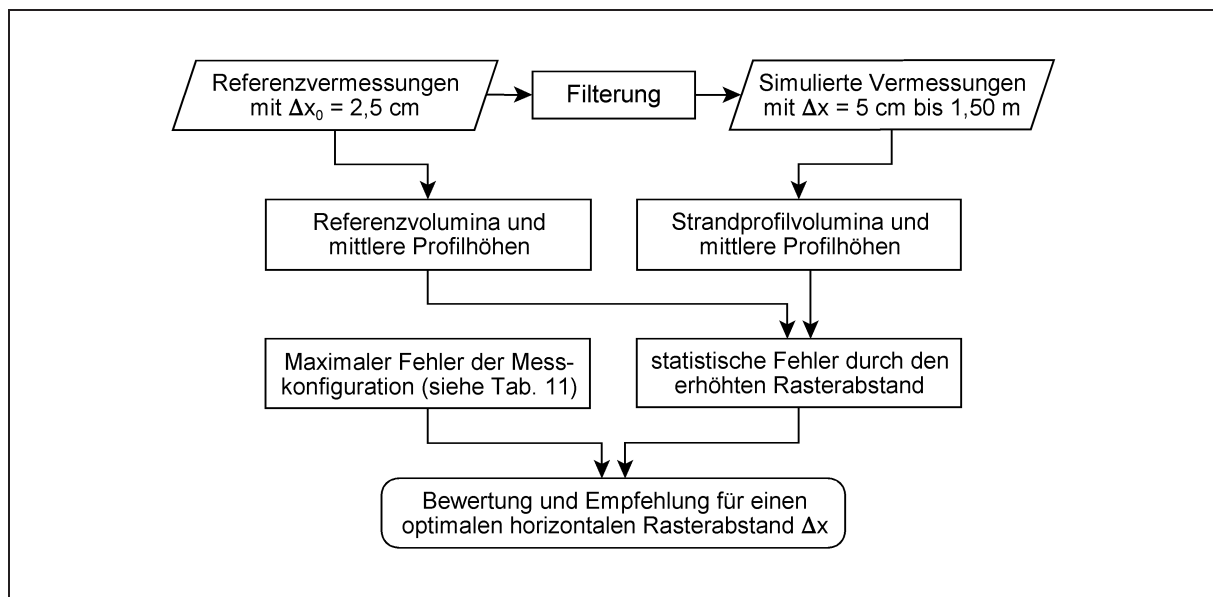 Referenzvermessungen
mit Δx₀ = 2,5 cm
Filterung
Simulierte Vermessungen
mit Δx = 5 cm bis 1,50 m
Referenzvolumina und
mittlere Profilhöhen
Strandprofilvolumina und
mittlere Profilhöhen
Maximaler Fehler der Mess-
konfiguration (siehe Tab. 11)
statistische Fehler durch den
erhöhten Rasterabstand
Bewertung und Empfehlung für einen
optimalen horizontalen Rasterabstand Δx